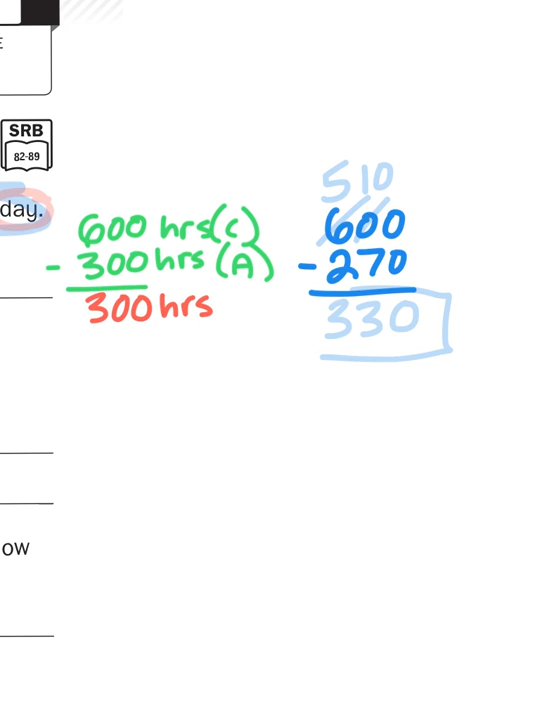 E
SRB
82-89
day.
600 hrs(C)
- 300 hrs (A)
300 hrs
5 10
600
- 270
330
ow